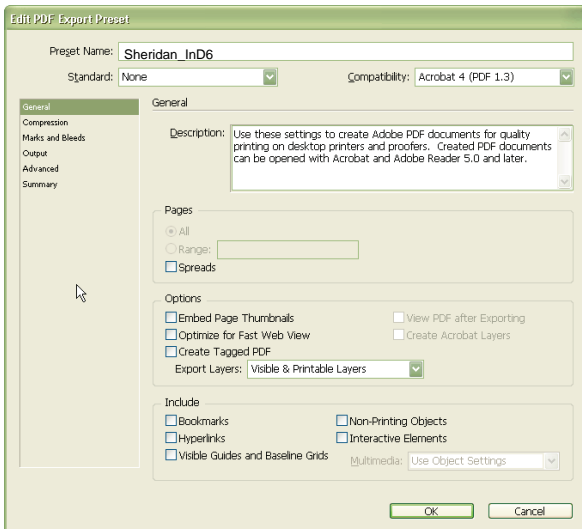 Edit PDF Export Preset
Preset Name: Sheridan_InD6
Standard: None Compatibility: Acrobat 4 (PDF 1.3)
General
Compression
Marks and Bleeds
Output
Advanced
Summary
General
Description: Use these settings to create Adobe PDF documents for quality
printing on desktop printers and proofers. Created PDF documents
can be opened with Acrobat and Adobe Reader 5.0 and later.
Pages
All
Range:
Spreads
Options
Embed Page Thumbnails View PDF after Exporting
Optimize for Fast Web View Create Acrobat Layers
Create Tagged PDF
Export Layers: Visible & Printable Layers
Include
Bookmarks Non-Printing Objects
Hyperlinks Interactive Elements
Visible Guides and Baseline Grids Multimedia: Use Object Settings
OK Cancel